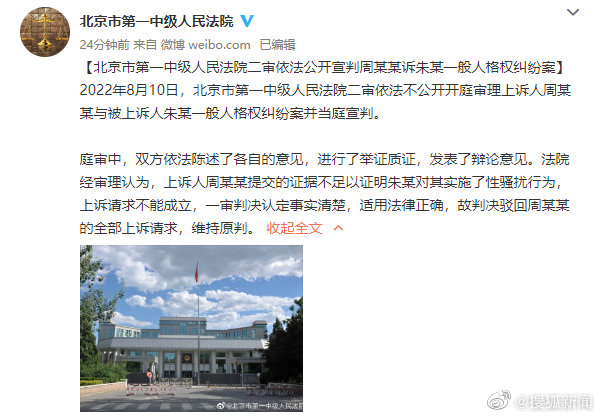 北京市第一中级人民法院
24分钟前 来自 微博 weibo.com 已编辑
【北京市第一中级人民法院二审依法公开宣判周某某诉朱某一般人格权纠纷案】
2022年8月10日，北京市第一中级人民法院二审依法不公开开庭审理上诉人周某某与被上诉人朱某一般人格权纠纷案并当庭宣判。
庭审中，双方依法陈述了各自的意见，进行了举证质证，发表了辩论意见。法院
经审理认为，上诉人周某某提交的证据不足以证明朱某对其实施了性骚扰行为，
上诉请求不能成立，一审判决认定事实清楚，适用法律正确，故判决驳回周某某
的全部上诉请求，维持原判。 收起全文
@北京市第一中级人民法院
@搜狐新闻